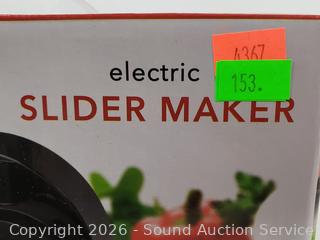 4367
153.
electric
SLIDER MAKER
Copyright 2026 - Sound Auction Service